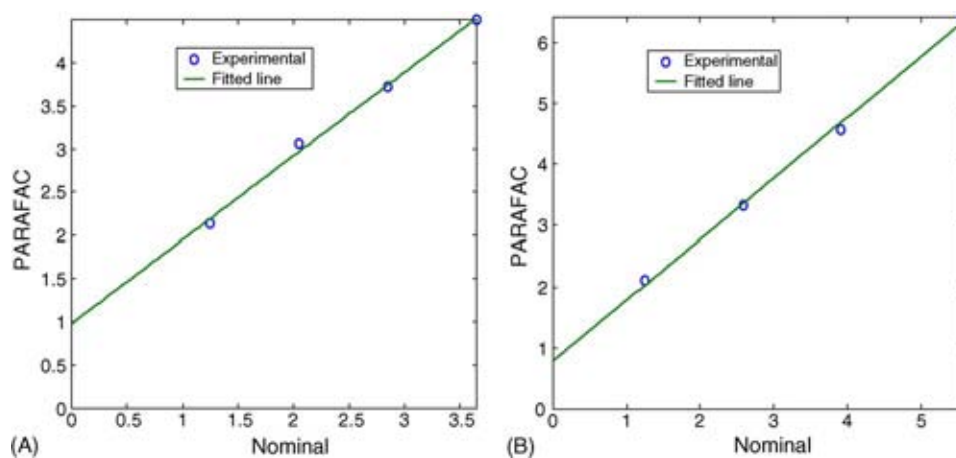 4
3.5
3
2.5
2
1.5
1
0.5
0
PARAFAC
Experimental
Fitted line
0 0.5 1 1.5 2 2.5 3 3.5
Nominal
(A)
6
5
4
3
2
1
0
PARAFAC
Experimental
Fitted line
0 1 2 3 4 5
Nominal
(B)